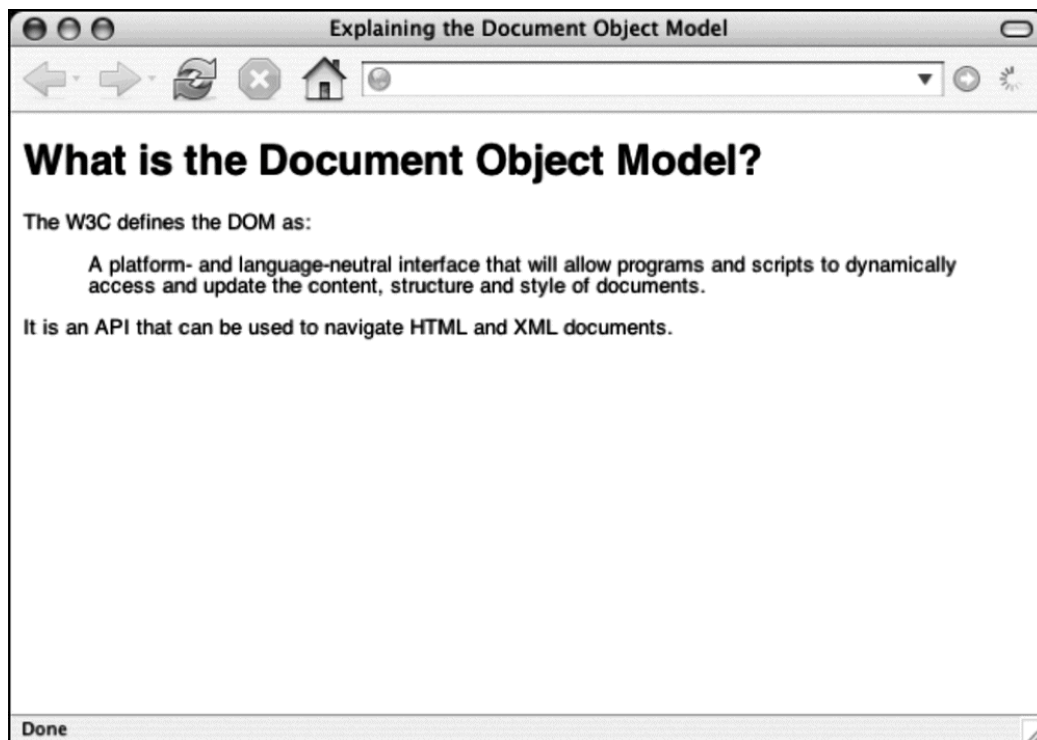 Explaining the Document Object Model
What is the Document Object Model?
The W3C defines the DOM as:
A platform- and language-neutral interface that will allow programs and scripts to dynamically
access and update the content, structure and style of documents.
It is an API that can be used to navigate HTML and XML documents.
Done